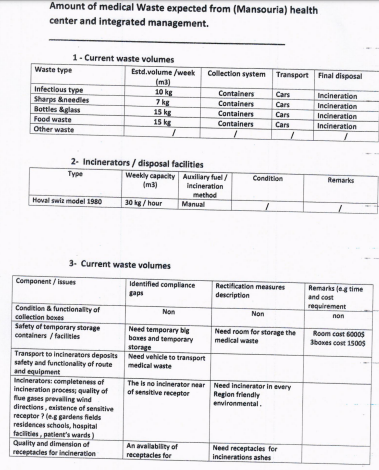 Amount of medical Waste expected from (Mansouria) health
center and integrated management.
1 - Current waste volumes
Waste type Estd.volume /week (m3) Collection system Transport Final disposal
Infectious type 10 kg Containers Cars Incineration
Sharps &needles 7 kg Containers Cars Incineration
Bottles &glass 15 kg Containers Cars Incineration
Food waste 15 kg Containers Cars Incineration
Other waste / / / /
2- Incinerators / disposal facilities
Type Weekly capacity (m3) Auxiliary fuel / incineration method Condition Remarks
Hoval swiz model 1980 30 kg / hour Manual / /
3- Current waste volumes
Component / issues Identified compliance gaps Rectification measures description Remarks (e.g time and cost requirement
Condition & functionality of collection boxes Non Non non
Safety of temporary storage containers / facilities Need temporary big boxes and temporary storage Need room for storage the medical waste Room cost 6000$ 3boxes cost 1500$
Transport to incinerators deposits safety and functionality of route and equipment Need vehicle to transport medical waste
Incinerators: completeness of incineration process; quality of flue gases prevailing wind directions , existence of sensitive receptor ? (e.g gardens fields residences schools, hospital facilities , patient's wards ) The Is no incinerator near of sensitive receptor Need incinerator in every Region friendly environmental .
Quality and dimension of receptacles for incineration An availability of receptacles for Need receptacles for incinerations ashes